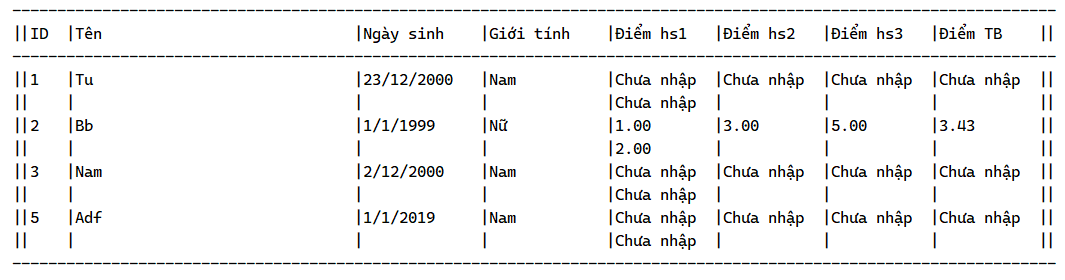 ||ID |Tên |Ngày sinh |Giới tính |Điểm hs1 |Điểm hs2 |Điểm hs3 |Điểm TB ||
||1 |Tu |23/12/2000 |Nam |Chưa nhập |Chưa nhập |Chưa nhập |Chưa nhập ||
|| | | | |Chưa nhập | | | ||
||2 |Bb |1/1/1999 |Nữ |1.00 |3.00 |5.00 |3.43 ||
|| | | | |2.00 | | | ||
||3 |Nam |2/12/2000 |Nam |Chưa nhập |Chưa nhập |Chưa nhập |Chưa nhập ||
|| | | | |Chưa nhập | | | ||
||5 |Adf |1/1/2019 |Nam |Chưa nhập |Chưa nhập |Chưa nhập |Chưa nhập ||
|| | | | |Chưa nhập | | | ||